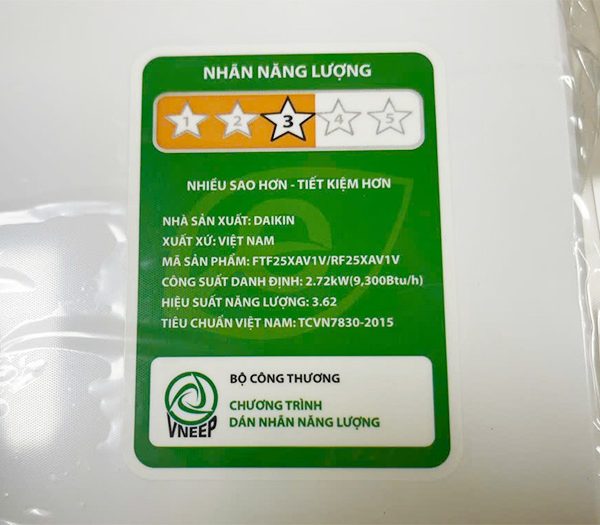 NHÃN NĂNG LƯỢNG
1 2 3 4 5
NHIỀU SAO HƠN - TIẾT KIỆM HƠN
NHÀ SẢN XUẤT: DAIKIN
XUẤT XỨ: VIỆT NAM
MÃ SẢN PHẨM: FTF25XAV1V/RF25XAV1V
CÔNG SUẤT DANH ĐỊNH: 2.72kW(9,300Btu/h)
HIỆU SUẤT NĂNG LƯỢNG: 3.62
TIÊU CHUẨN VIỆT NAM: TCVN7830-2015
BỘ CÔNG THƯƠNG
CHƯƠNG TRÌNH
DÁN NHÃN NĂNG LƯỢNG
VNEEP